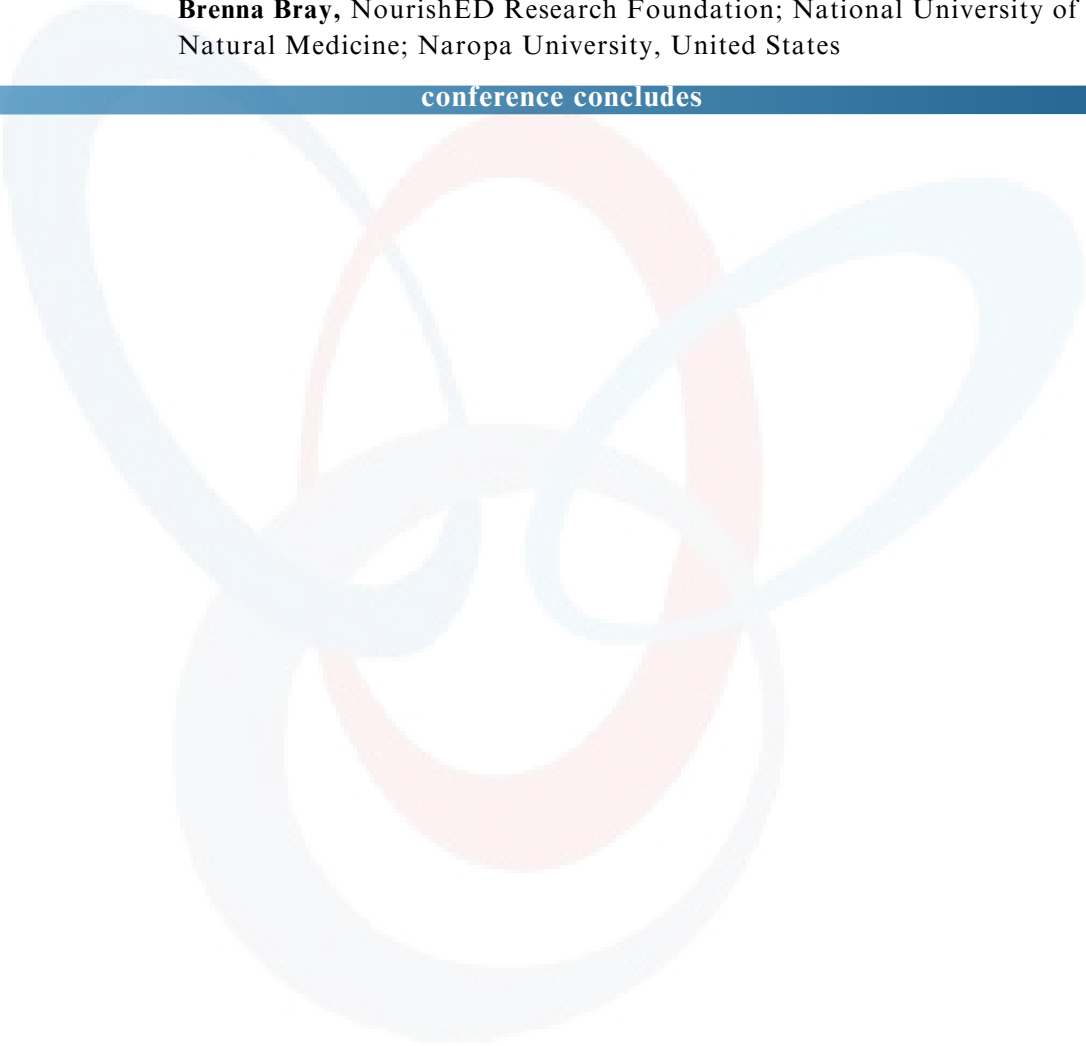 Brenna Bray, NourishED Research Foundation; National University of
Natural Medicine; Naropa University, United States
conference concludes